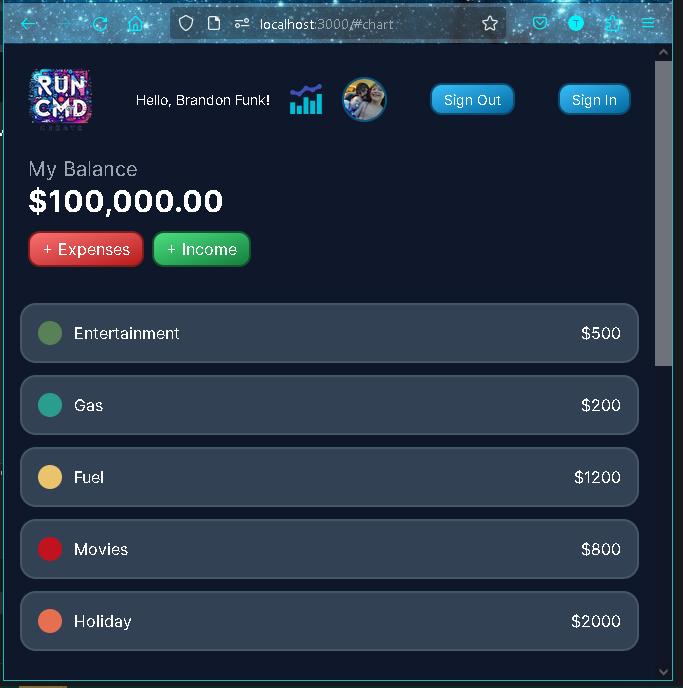 localhost:3000/#chart
RUN
CMD
CREATE
Hello, Brandon Funk!
T
Sign Out
Sign In
My Balance
$100,000.00
+ Expenses
+ Income
Entertainment
$500
Gas
$200
Fuel
$1200
Movies
$800
Holiday
$2000